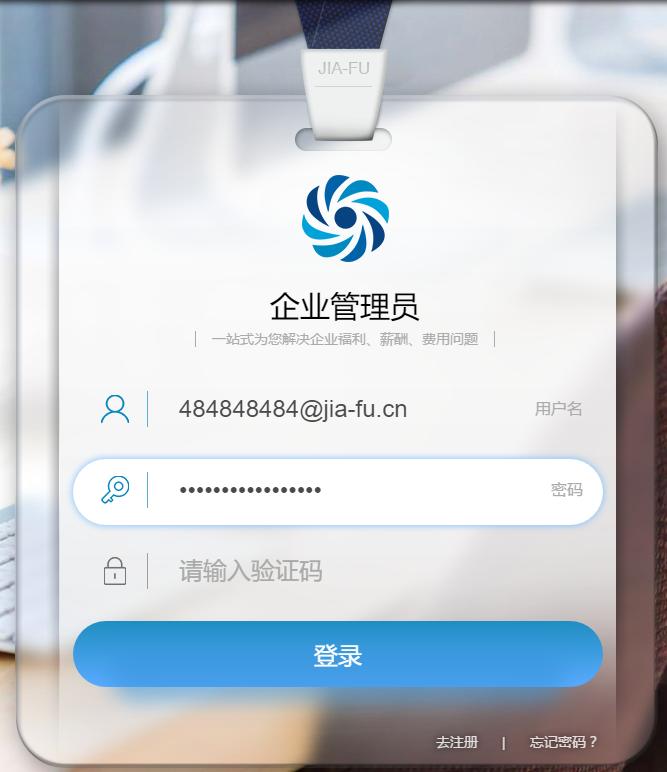 JIA-FU
企业管理员
一站式为您解决企业福利、薪酬、费用问题
484848484@jia-fu.cn 用户名
••••••••••••••••• 密码
请输入验证码
登录
去注册 | 忘记密码？